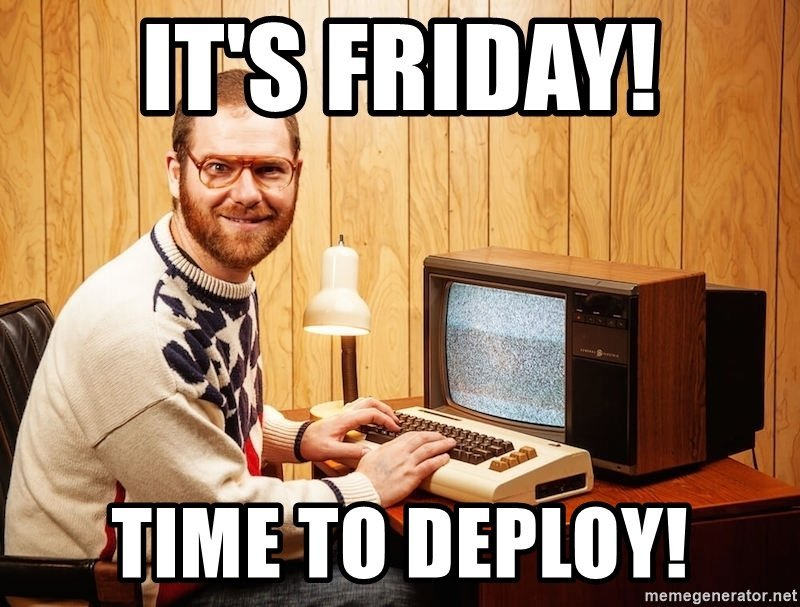 IT'S FRIDAY!
TIME TO DEPLOY!
memegenerator.net